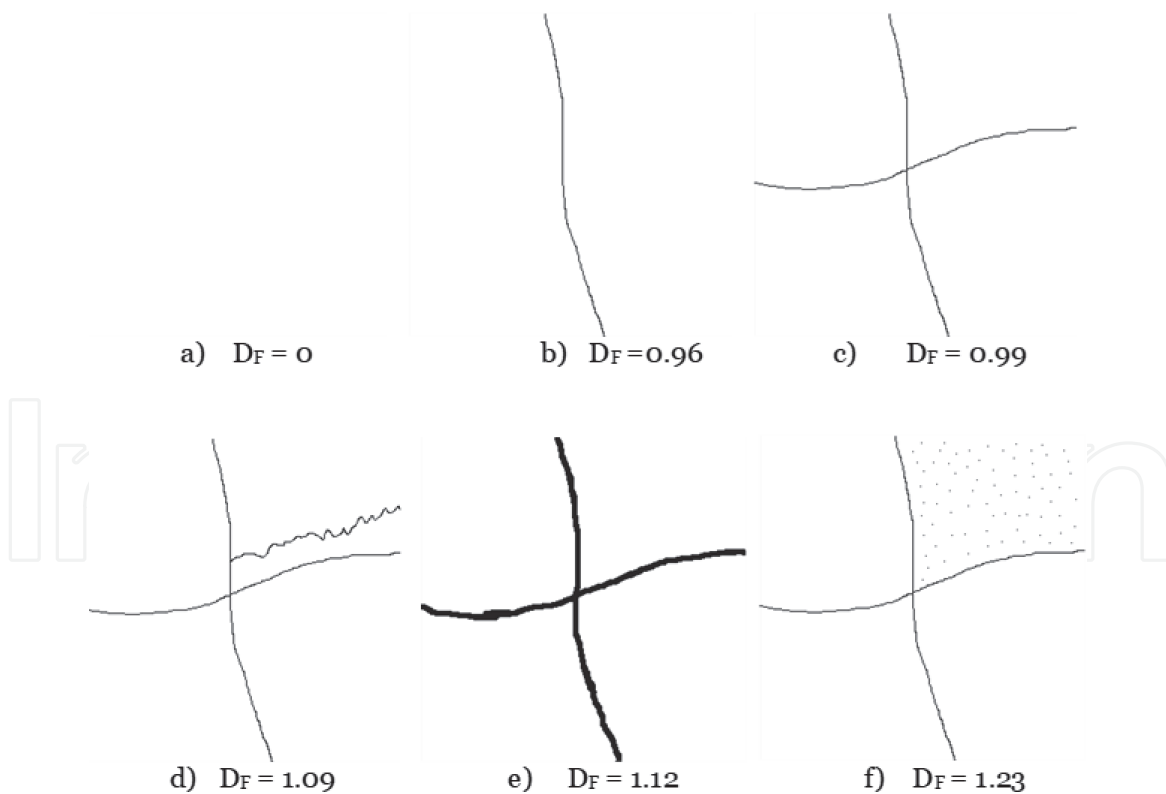 a) DF = 0
b) DF =0.96
c) DF = 0.99
d) DF = 1.09
e) DF = 1.12
f) DF = 1.23